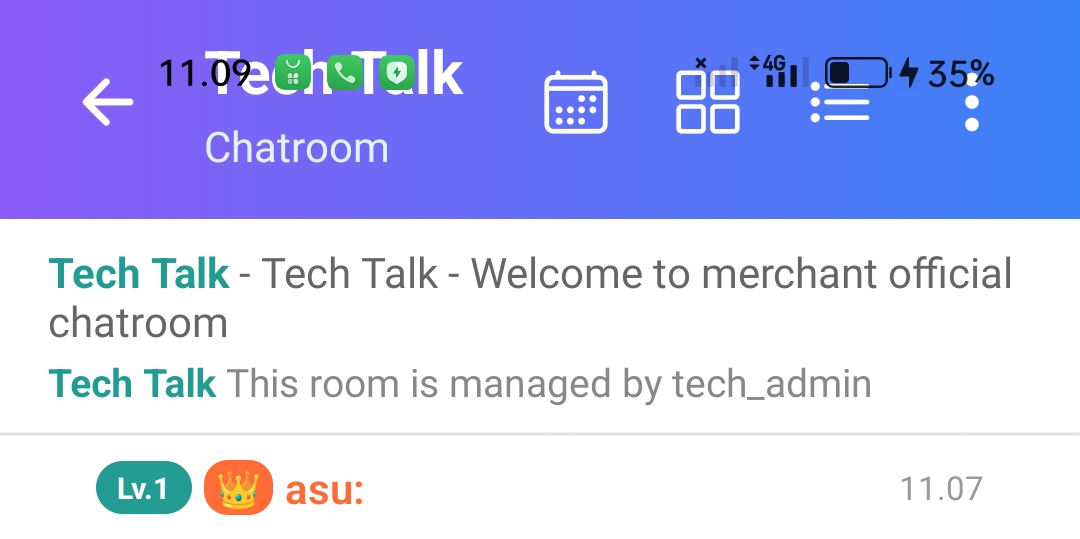 11.09
4G
35%
Tech Talk
Chatroom
Tech Talk - Tech Talk - Welcome to merchant official
chatroom
Tech Talk This room is managed by tech_admin
Lv.1 asu: 11.07